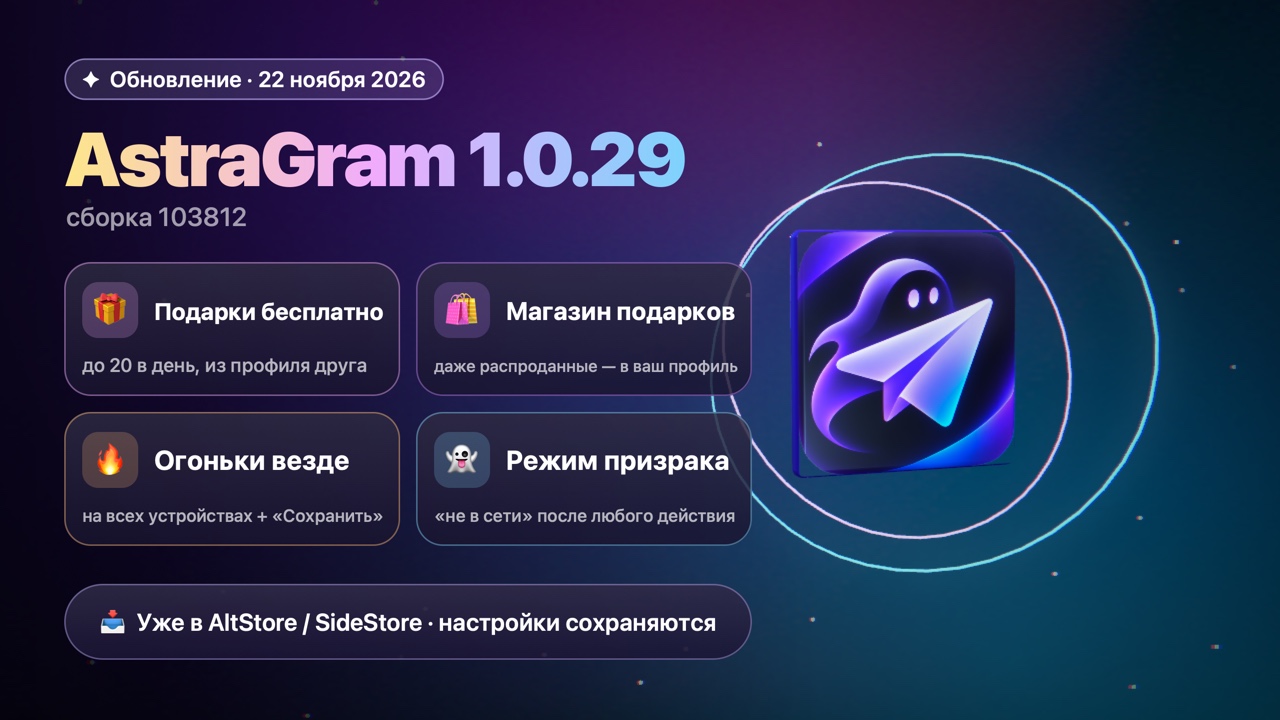 ✦ Обновление · 22 ноября 2026
AstraGram 1.0.29
сборка 103812
Подарки бесплатно
до 20 в день, из профиля друга
Магазин подарков
даже распроданные — в ваш профиль
Огоньки везде
на всех устройствах + «Сохранить»
Режим призрака
«не в сети» после любого действия
Уже в AltStore / SideStore · настройки сохраняются